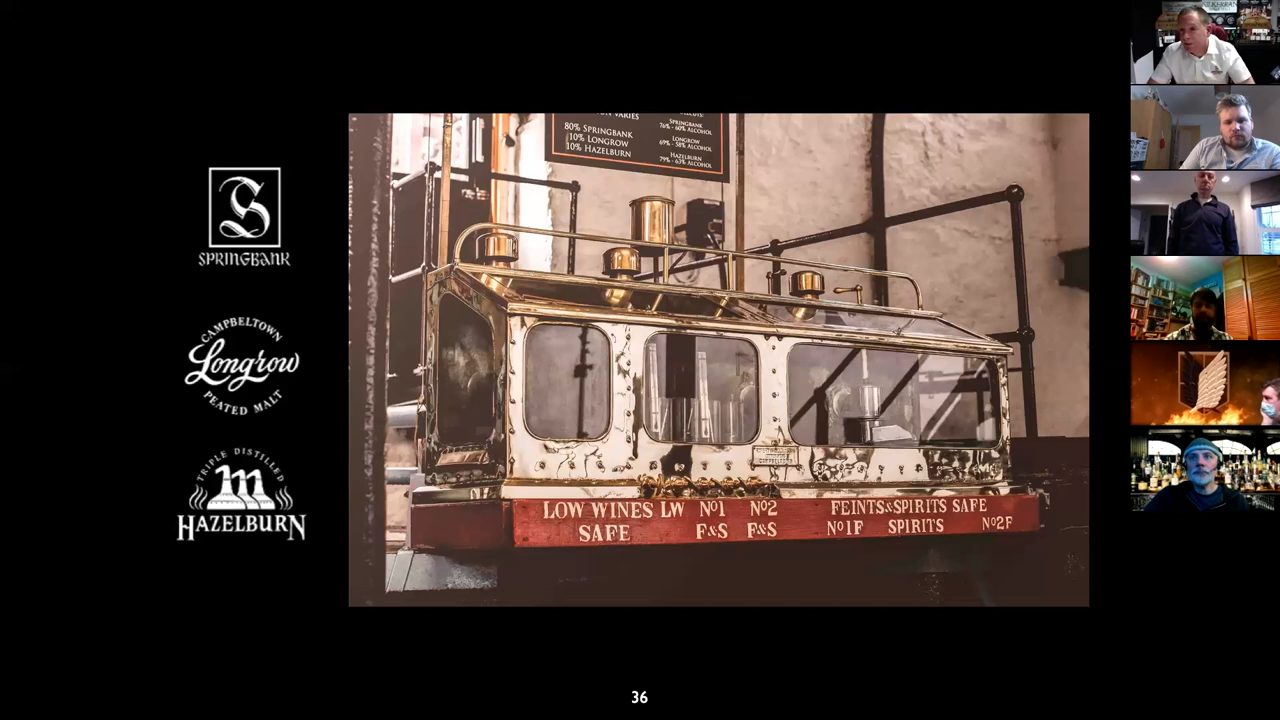 S
SPRINGBANK
CAMPBELTOWN
Longrow
PEATED MALT
TRIPLE DISTILLED
HAZELBURN
VARIES
80% SPRINGBANK
10% LONGROW
10% HAZELBURN
SPRINGBANK
76% - 60% ALCOHOL
LONGROW
69% - 58% ALCOHOL
HAZELBURN
79% - 63% ALCOHOL
LOW WINES LW Nº1 Nº2 FEINTS&SPIRITS SAFE
SAFE F&S F&S Nº1F SPIRITS Nº2F
36